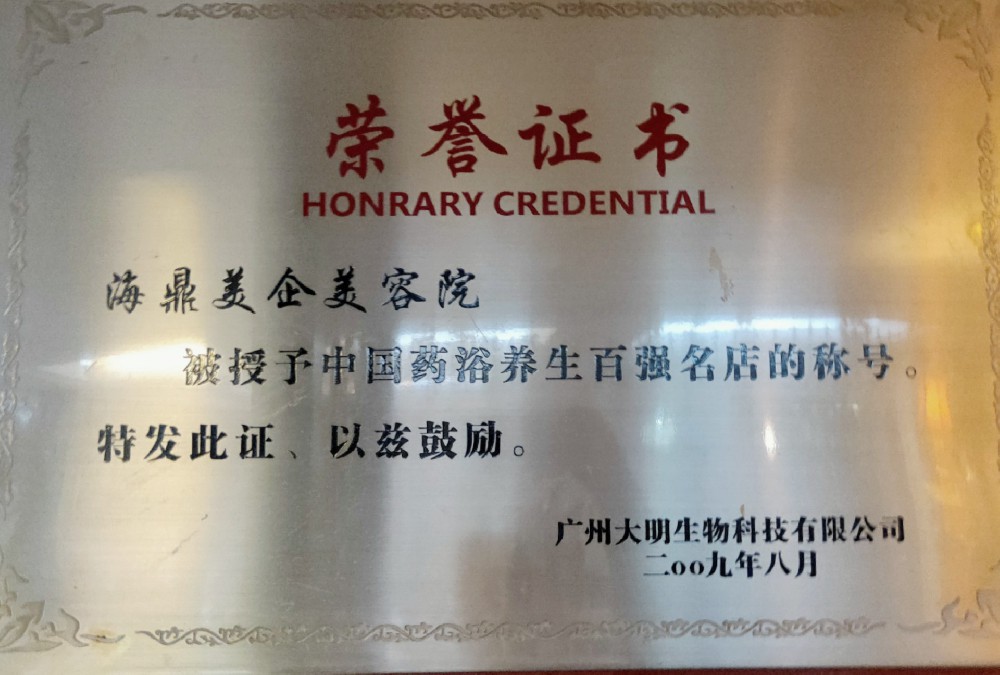 荣誉证书
HONRARY CREDENTIAL
海鼎美企美容院
被授予中国药浴养生百强名店的称号。
特发此证、以兹鼓励。
广州大明生物科技有限公司
二oo九年八月